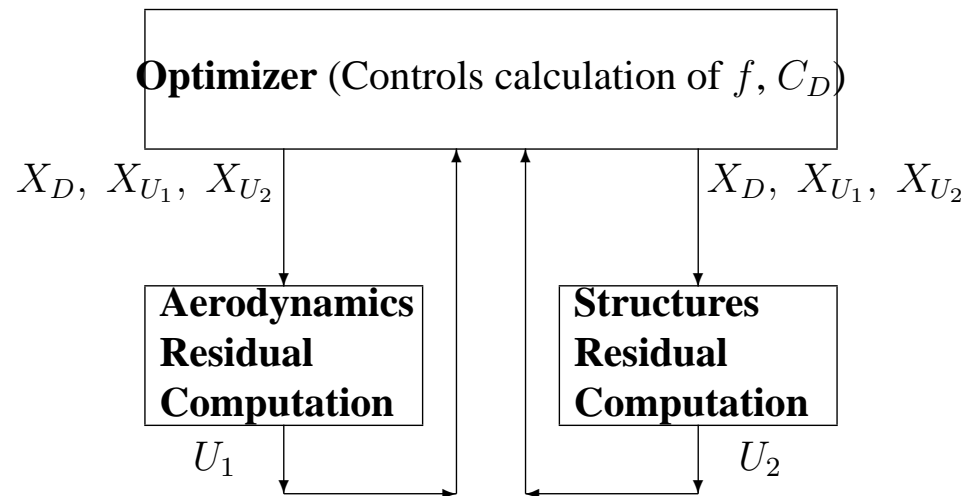 Optimizer (Controls calculation of f, C_D)
X_D, X_{U_1}, X_{U_2}
X_D, X_{U_1}, X_{U_2}
Aerodynamics
Residual
Computation
Structures
Residual
Computation
U_1
U_2